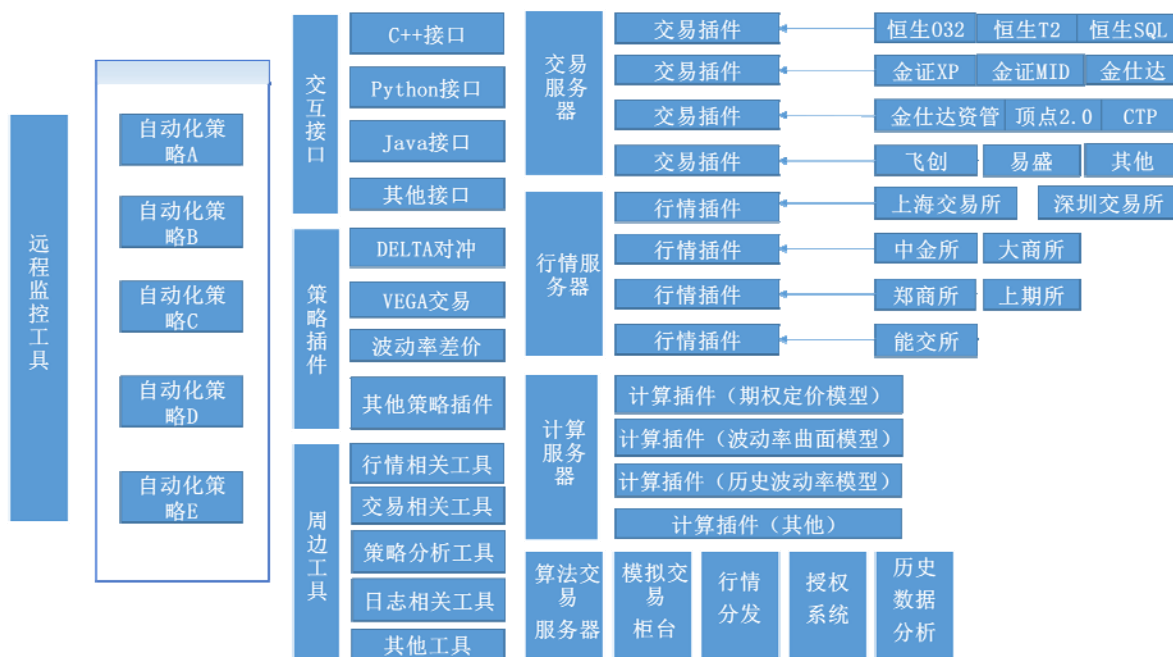 远程监控工具
自动化策
略A
自动化策
略B
自动化策
略C
自动化策
略D
自动化策
略E
交互接口
C++接口
Python接口
Java接口
其他接口
策略插件
DELTA对冲
VEGA交易
波动率差价
其他策略插件
周边工具
行情相关工具
交易相关工具
策略分析工具
日志相关工具
其他工具
交易
服务
器
交易插件
恒生O32
恒生T2
恒生SQL
交易插件
金证XP
金证MID
金仕达
交易插件
金仕达资管
顶点2.0
CTP
交易插件
飞创
易盛
其他
行情服
务器
行情插件
上海交易所
深圳交易所
行情插件
中金所
大商所
行情插件
郑商所
上期所
行情插件
能交所
计算
服务
器
计算插件（期权定价模型）
计算插件（波动率曲面模型）
计算插件（历史波动率模型）
计算插件（其他）
算法交
易
服务器
模拟交
易
柜台
行情
分发
授权
系统
历史
数据
分析